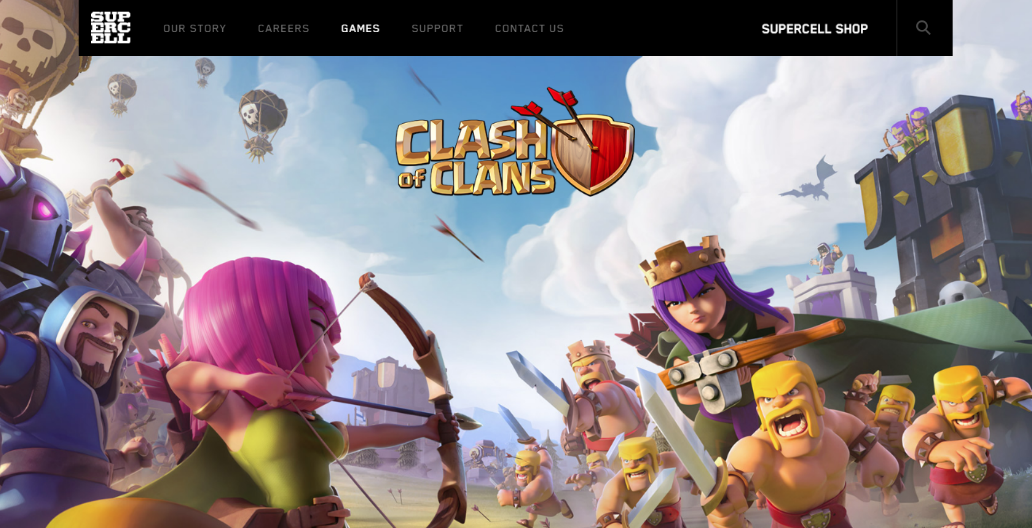 SUP
ERC
ELL
OUR STORY
CAREERS
GAMES
SUPPORT
CONTACT US
SUPERCELL SHOP
CLASH
OF CLANS